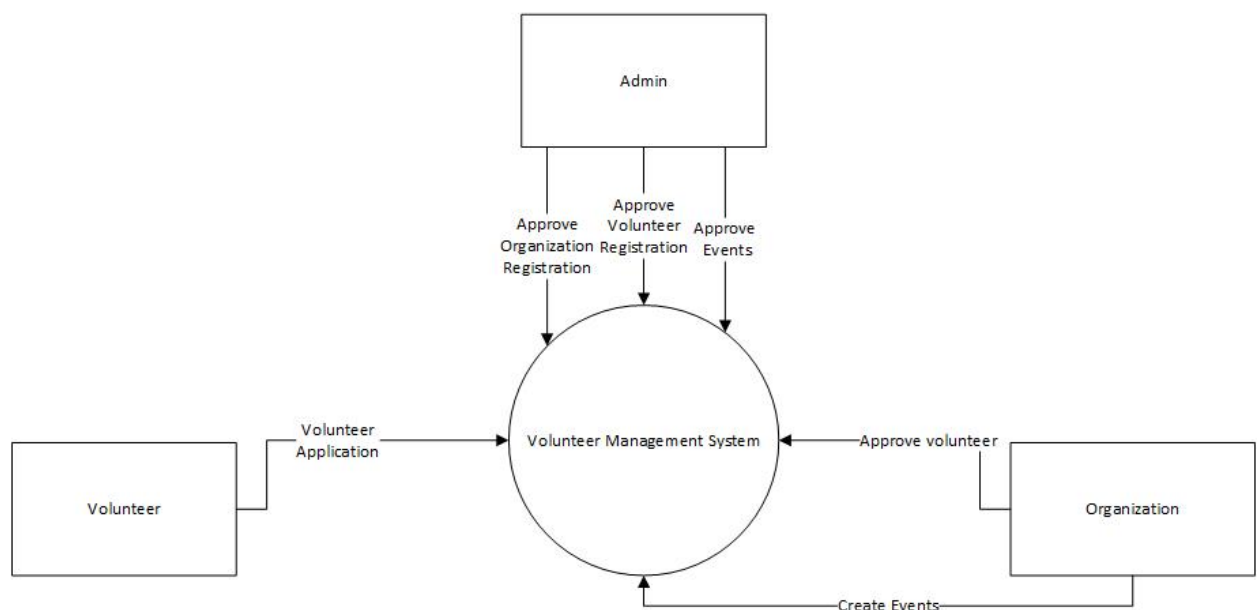 Admin
Approve
Organization
Registration
Approve
Volunteer
Registration
Approve
Events
Volunteer
Application
Volunteer Management System
Approve volunteer
Volunteer
Organization
Create Events